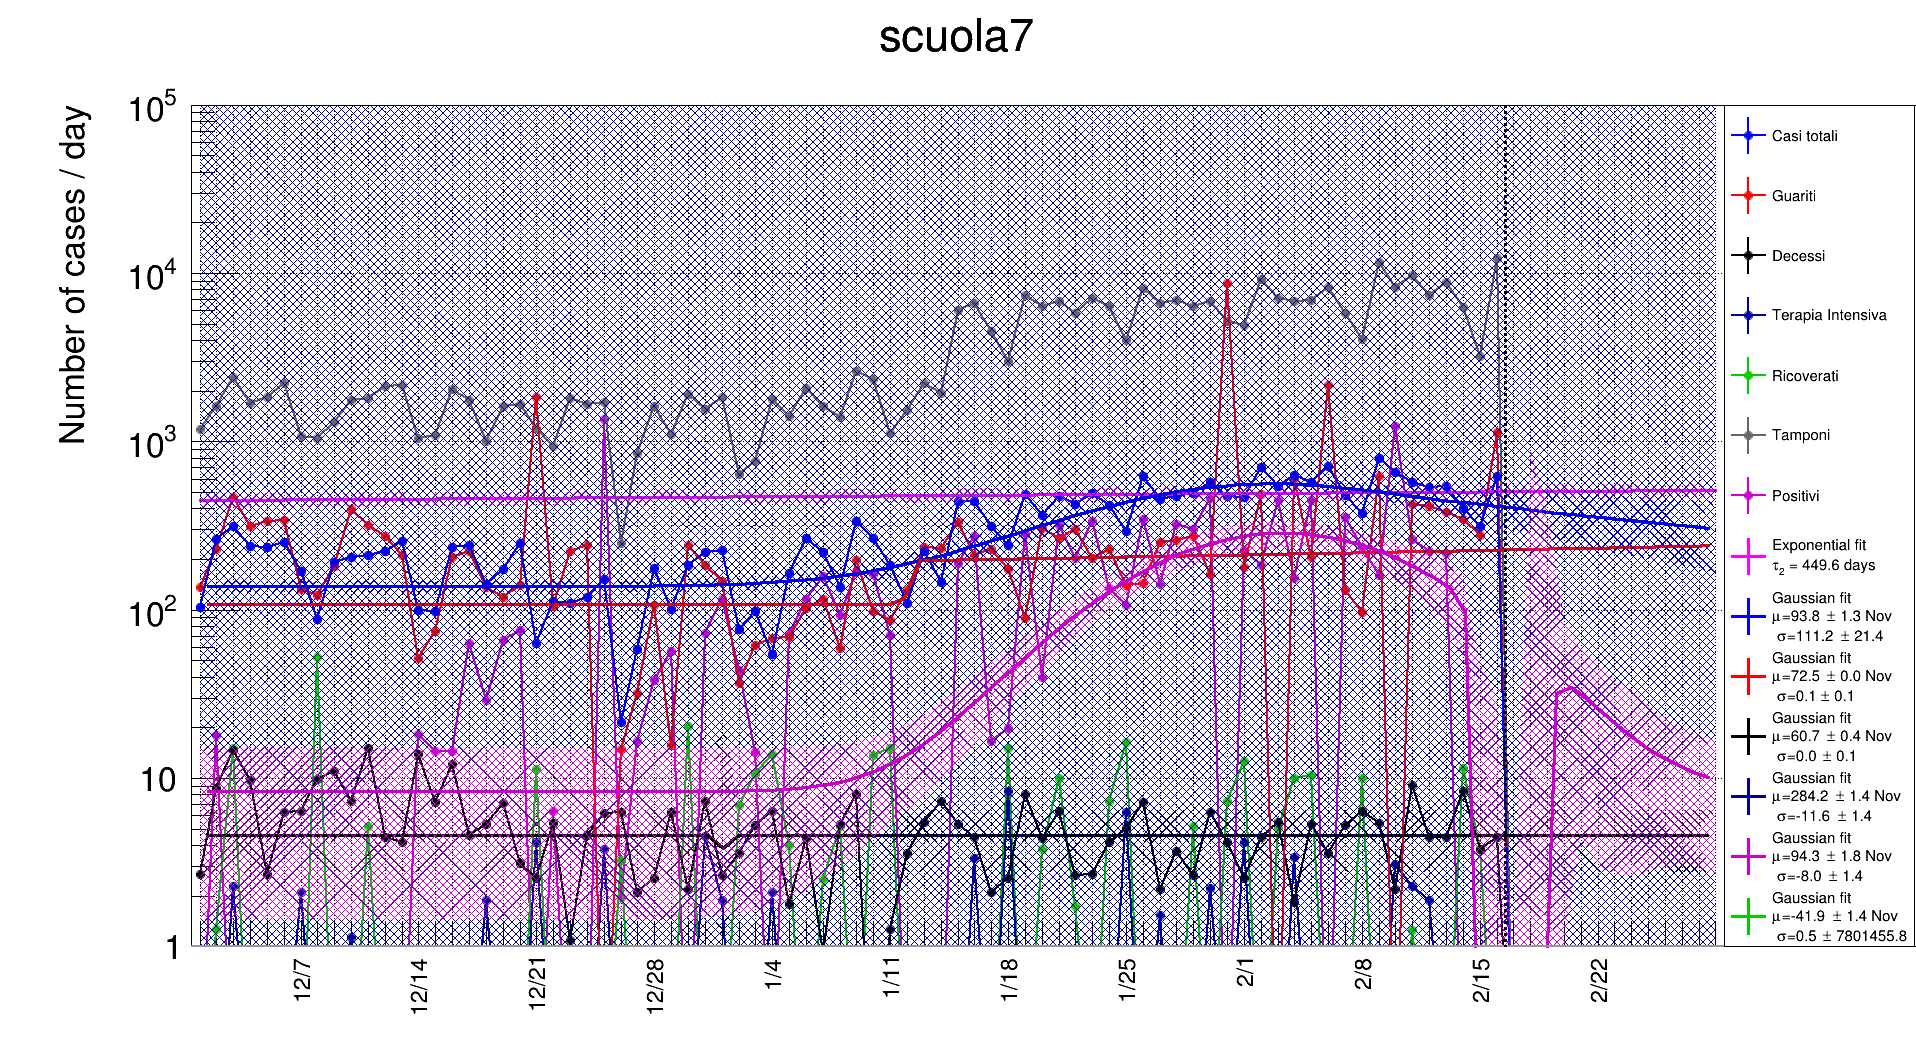 scuola7
Number of cases / day
10^5
10^4
10^3
10^2
10
1
12/7
12/14
12/21
12/28
1/4
1/11
1/18
1/25
2/1
2/8
2/15
2/22
Casi totali
Guariti
Decessi
Terapia Intensiva
Ricoverati
Tamponi
Positivi
Exponential fit
τ₂ = 449.6 days
Gaussian fit
μ=93.8 ± 1.3 Nov
σ=111.2 ± 21.4
Gaussian fit
μ=72.5 ± 0.0 Nov
σ=0.1 ± 0.1
Gaussian fit
μ=60.7 ± 0.4 Nov
σ=0.0 ± 0.1
Gaussian fit
μ=284.2 ± 1.4 Nov
σ=-11.6 ± 1.4
Gaussian fit
μ=94.3 ± 1.8 Nov
σ=-8.0 ± 1.4
Gaussian fit
μ=-41.9 ± 1.4 Nov
σ=0.5 ± 7801455.8